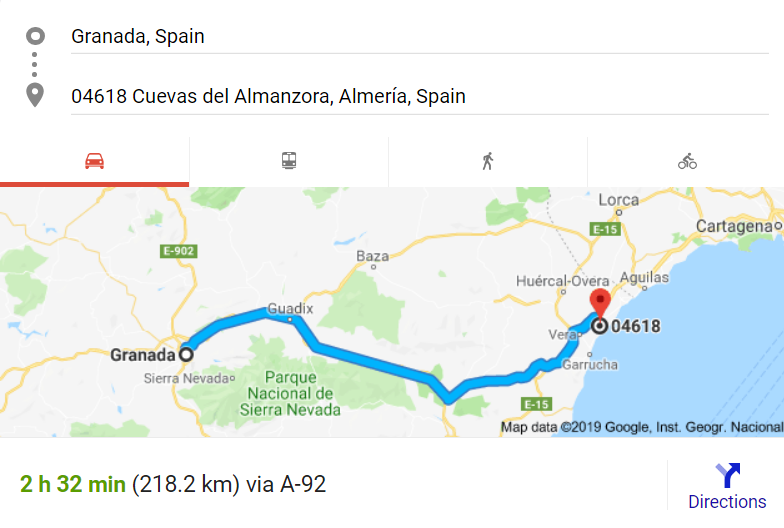 Granada, Spain
04618 Cuevas del Almanzora, Almería, Spain
Lorca
E-15
Cartagena
E-902
Baza
Huércal-Overa
Aguilas
Guadix
04618
Vera
Granada
Garrucha
Sierra Nevada
Parque
Nacional de
Sierra Nevada
E-15
Map data ©2019 Google, Inst. Geogr. Nacional
2 h 32 min (218.2 km) via A-92
Directions